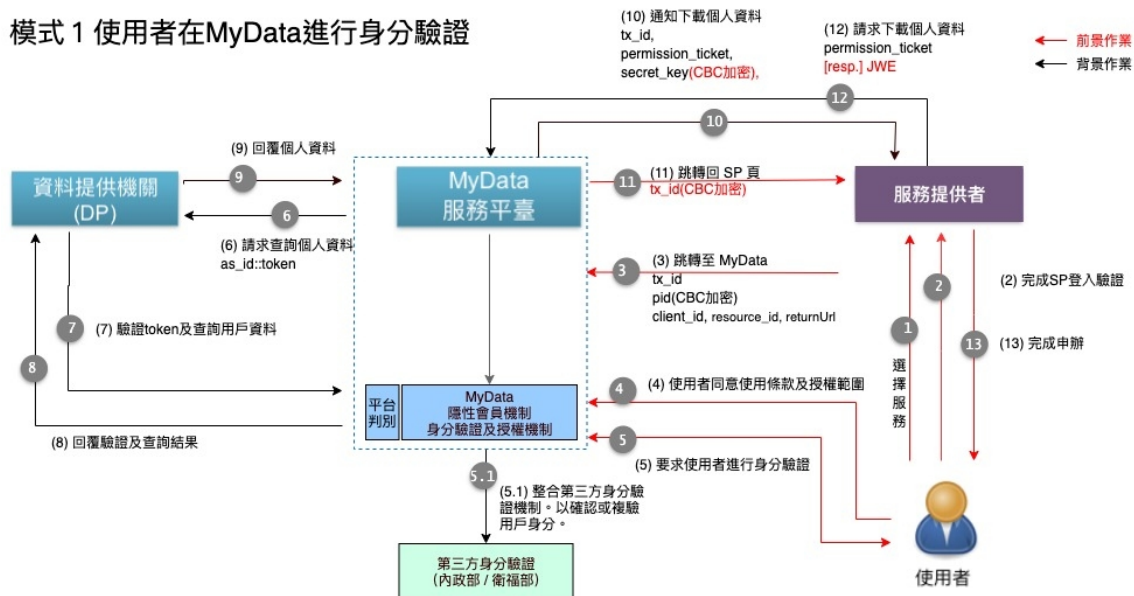 模式 1 使用者在MyData進行身分驗證
(10) 通知下載個人資料
tx_id,
permission_ticket,
secret_key(CBC加密),
(12) 請求下載個人資料
permission_ticket
[resp.] JWE
前景作業
背景作業
12
10
(9) 回覆個人資料
9
資料提供機關
(DP)
6
(6) 請求查詢個人資料
as_id::token
MyData
服務平臺
11
(11) 跳轉回 SP 頁
tx_id(CBC加密)
服務提供者
3
(3) 跳轉至 MyData
tx_id
pid(CBC加密)
client_id, resource_id, returnUrl
2
(2) 完成SP登入驗證
1
選擇服務
13
(13) 完成申辦
7
(7) 驗證token及查詢用戶資料
8
(8) 回覆驗證及查詢結果
平台
判別
MyData
隱性會員機制
身分驗證及授權機制
4
(4) 使用者同意使用條款及授權範圍
5
(5) 要求使用者進行身分驗證
5.1
(5.1) 整合第三方身分驗
證機制。以確認或複驗
用戶身分。
第三方身分驗證
(內政部 / 衛福部)
使用者